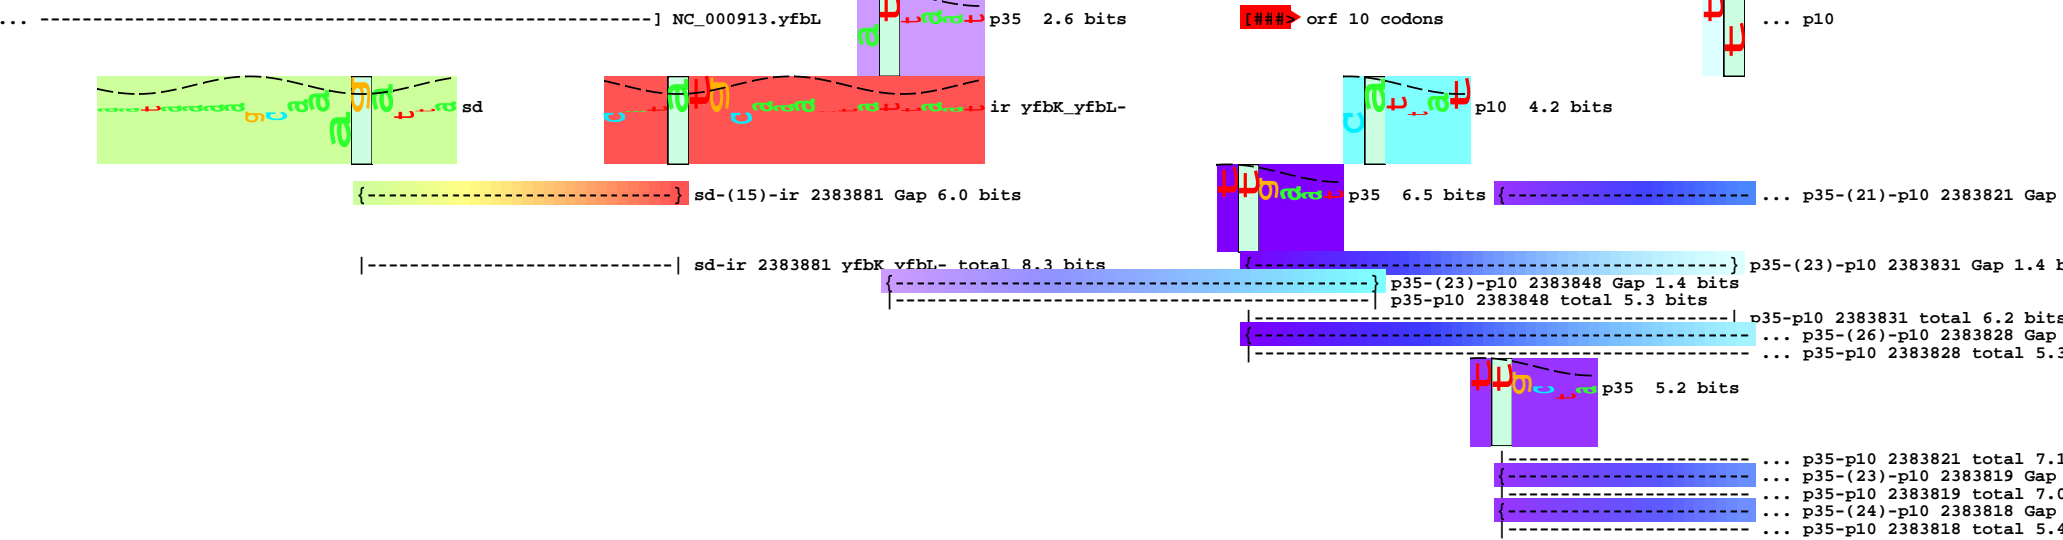 ... ----------------------------------------------------------] NC_000913.yfbL p35 2.6 bits [###> orf 10 codons ... p10
sd ir yfbK_yfbL- p10 4.2 bits
{------------------------------} sd-(15)-ir 2383881 Gap 6.0 bits p35 6.5 bits {------------------------ ... p35-(21)-p10 2383821 Gap
|------------------------------| sd-ir 2383881 yfbK_yfbL- total 8.3 bits {----------------------------------------------} p35-(23)-p10 2383831 Gap 1.4 b
{----------------------------------------------} p35-(23)-p10 2383848 Gap 1.4 bits
|----------------------------------------------| p35-p10 2383848 total 5.3 bits
|----------------------------------------------| p35-p10 2383831 total 6.2 bits
{------------------------------------------------ ... p35-(26)-p10 2383828 Gap
|------------------------------------------------ ... p35-p10 2383828 total 5.3
p35 5.2 bits
|------------------------ ... p35-p10 2383821 total 7.1
{------------------------ ... p35-(23)-p10 2383819 Gap
|------------------------ ... p35-p10 2383819 total 7.0
{------------------------ ... p35-(24)-p10 2383818 Gap
|------------------------ ... p35-p10 2383818 total 5.4